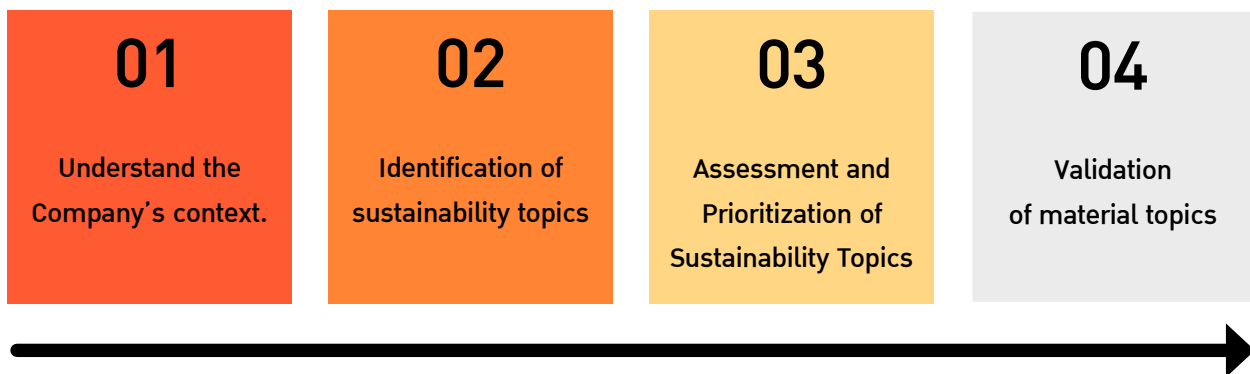 01
Understand the
Company's context.
02
Identification of
sustainability topics
03
Assessment and
Prioritization of
Sustainability Topics
04
Validation
of material topics